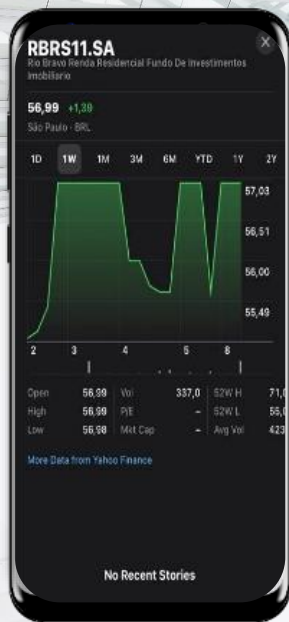 RBRS11.SA
Rio Bravo Renda Residencial Fundo De Investimentos
Imobiliario
56,99 +1,39
São Paulo - BRL
1D 1W 1M 3M 6M YTD 1Y 2Y
57,03
56,51
56,00
55,49
2 3 4 5 8
Open 56,99 Vol 337,0 52W H 71,
High 56,99 P/E – 52W L 55,
Low 56,98 Mkt Cap – Avg Vol 423
More Data from Yahoo Finance
No Recent Stories